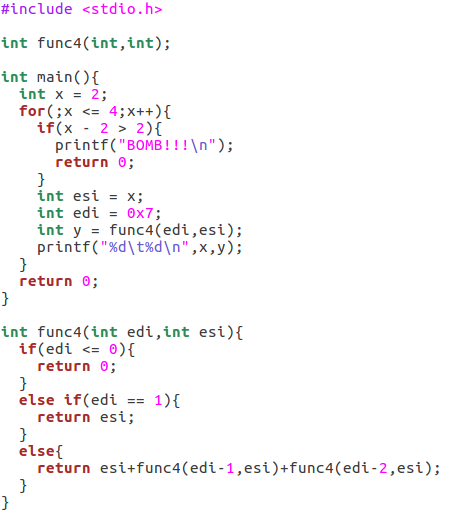 #include <stdio.h>

int func4(int,int);

int main(){
  int x = 2;
  for(;x <= 4;x++){
    if(x - 2 > 2){
      printf("BOMB!!!\n");
      return 0;
    }
    int esi = x;
    int edi = 0x7;
    int y = func4(edi,esi);
    printf("%d\t%d\n",x,y);
  }
  return 0;
}

int func4(int edi,int esi){
  if(edi <= 0){
    return 0;
  }
  else if(edi == 1){
    return esi;
  }
  else{
    return esi+func4(edi-1,esi)+func4(edi-2,esi);
  }
}